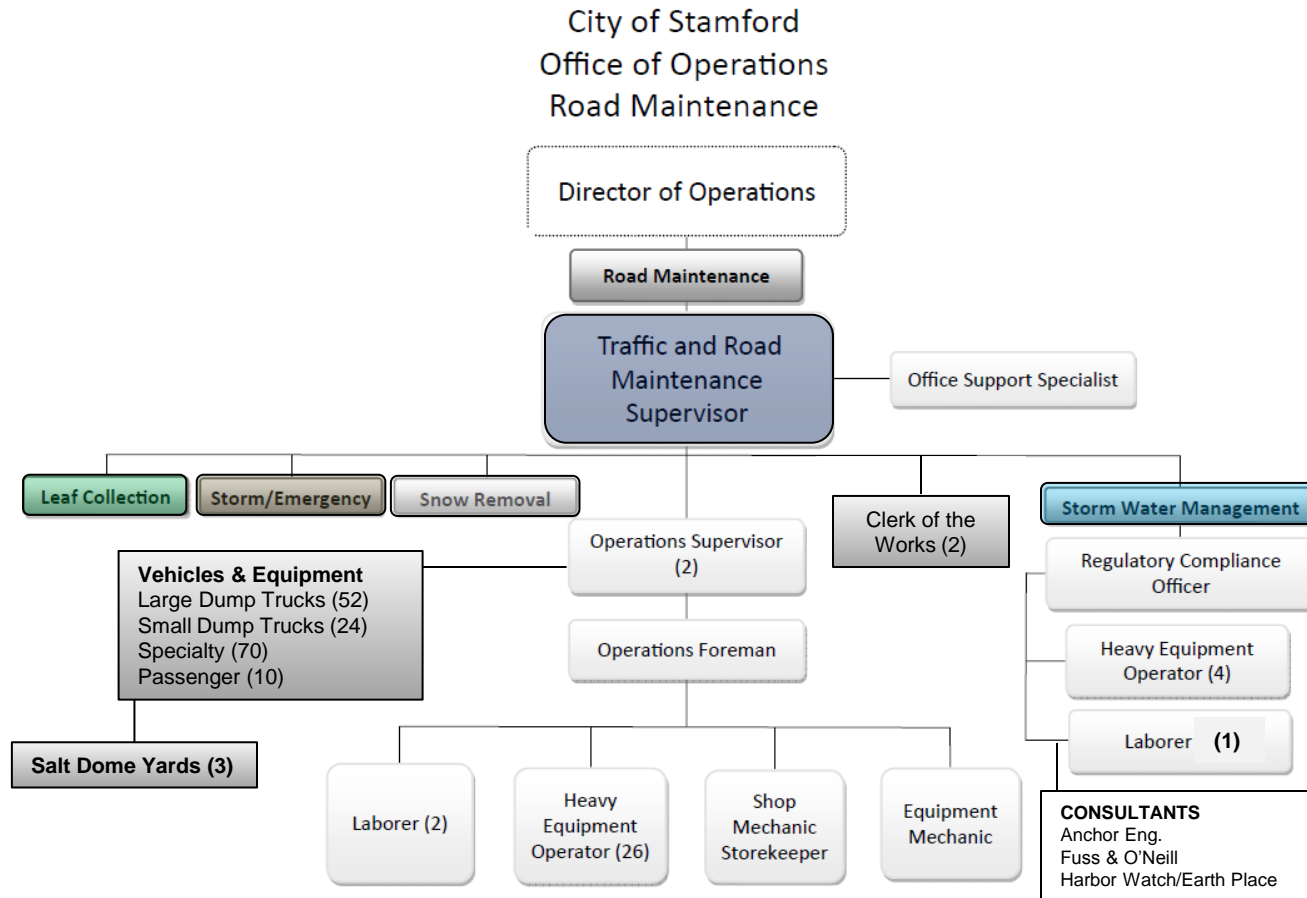 City of Stamford
Office of Operations
Road Maintenance
Director of Operations
Road Maintenance
Traffic and Road
Maintenance
Supervisor
Office Support Specialist
Leaf Collection
Storm/Emergency
Snow Removal
Clerk of the
Works (2)
Storm Water Management
Operations Supervisor
(2)
Regulatory Compliance
Officer
Vehicles & Equipment
Large Dump Trucks (52)
Small Dump Trucks (24)
Specialty (70)
Passenger (10)
Operations Foreman
Heavy Equipment
Operator (4)
Salt Dome Yards (3)
Laborer (1)
Laborer (2)
Heavy
Equipment
Operator (26)
Shop
Mechanic
Storekeeper
Equipment
Mechanic
CONSULTANTS
Anchor Eng.
Fuss & O’Neill
Harbor Watch/Earth Place